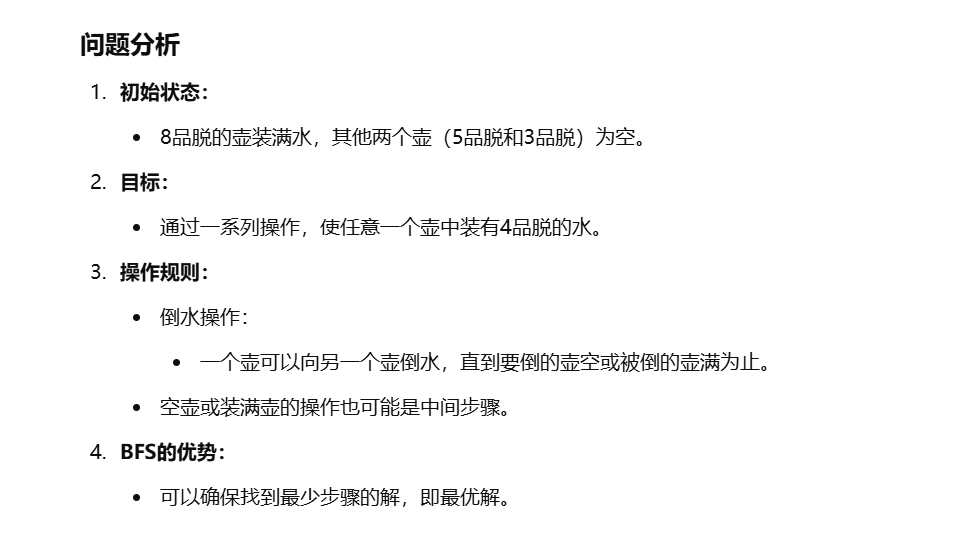 问题分析
1. 初始状态：
• 8品脱的壶装满水，其他两个壶（5品脱和3品脱）为空。
2. 目标：
• 通过一系列操作，使任意一个壶中装有4品脱的水。
3. 操作规则：
• 倒水操作：
• 一个壶可以向另一个壶倒水，直到要倒的壶空或被倒的壶满为止。
• 空壶或装满壶的操作也可能是中间步骤。
4. BFS的优势：
• 可以确保找到最少步骤的解，即最优解。